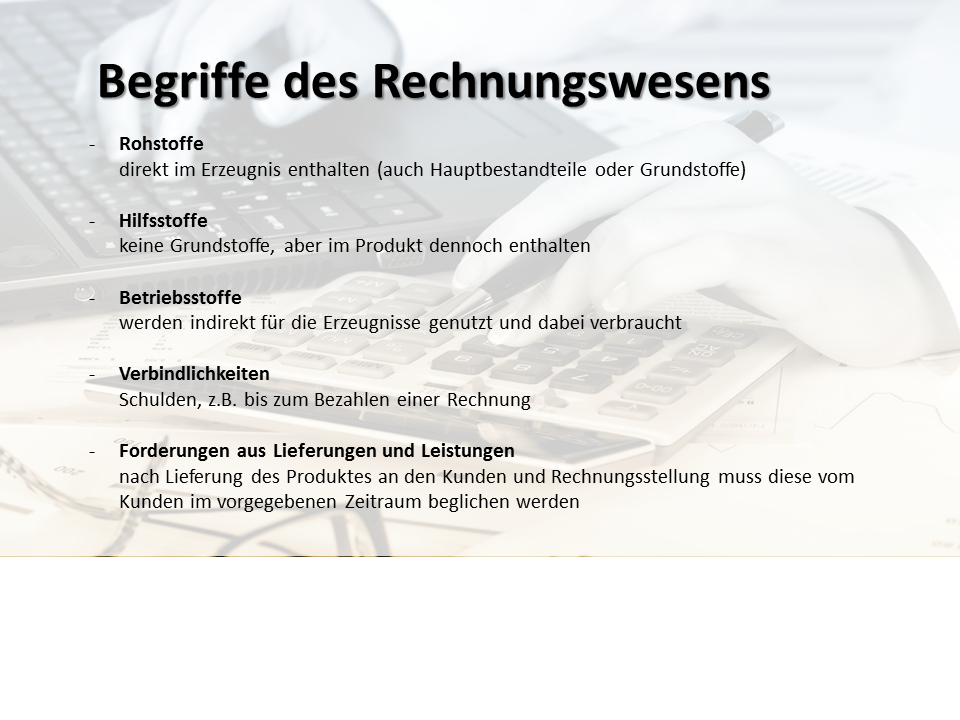 Begriffe des Rechnungswesens
- Rohstoffe
direkt im Erzeugnis enthalten (auch Hauptbestandteile oder Grundstoffe)
- Hilfsstoffe
keine Grundstoffe, aber im Produkt dennoch enthalten
- Betriebsstoffe
werden indirekt für die Erzeugnisse genutzt und dabei verbraucht
- Verbindlichkeiten
Schulden, z.B. bis zum Bezahlen einer Rechnung
- Forderungen aus Lieferungen und Leistungen
nach Lieferung des Produktes an den Kunden und Rechnungsstellung muss diese vom
Kunden im vorgegebenen Zeitraum beglichen werden